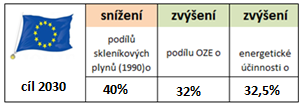 snížení zvýšení zvýšení
podílů
skleníkových
plynů (1990)o
podílu OZE o
energetické
účinnosti o
cíl 2030 40% 32% 32,5%